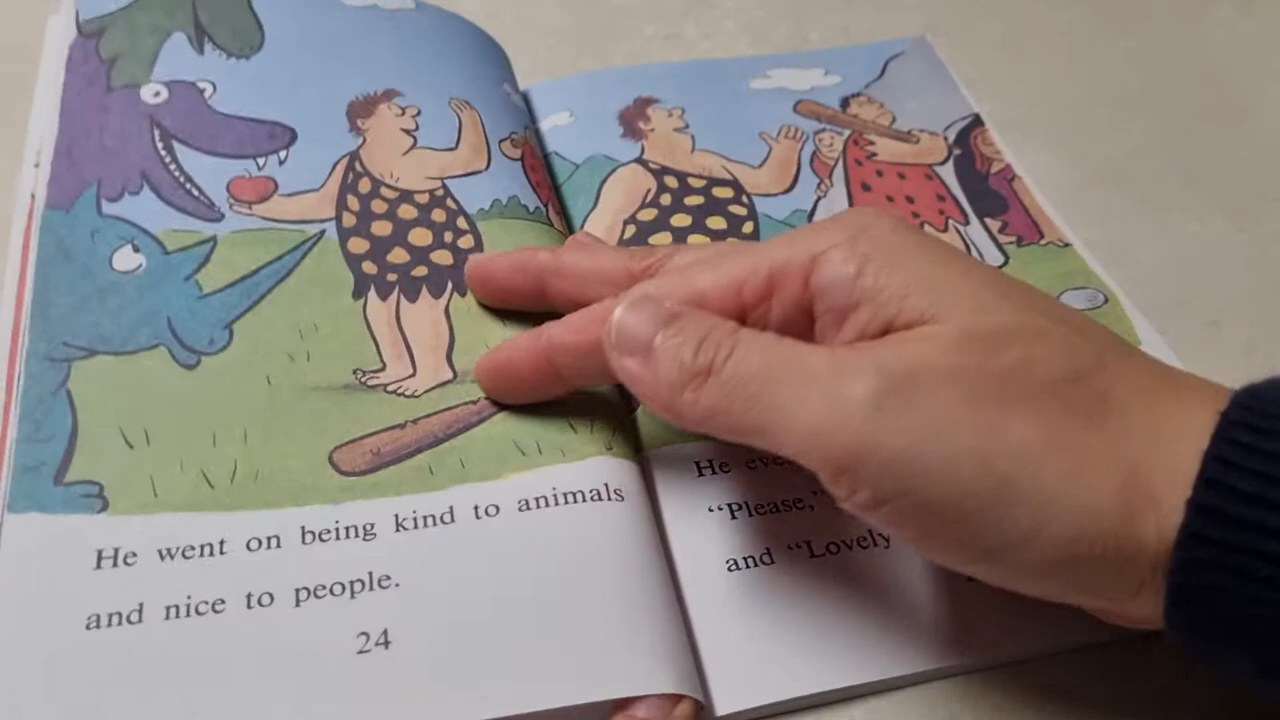 He went on being kind to animals
and nice to people.
24
He
"Please,"
and "Lovely